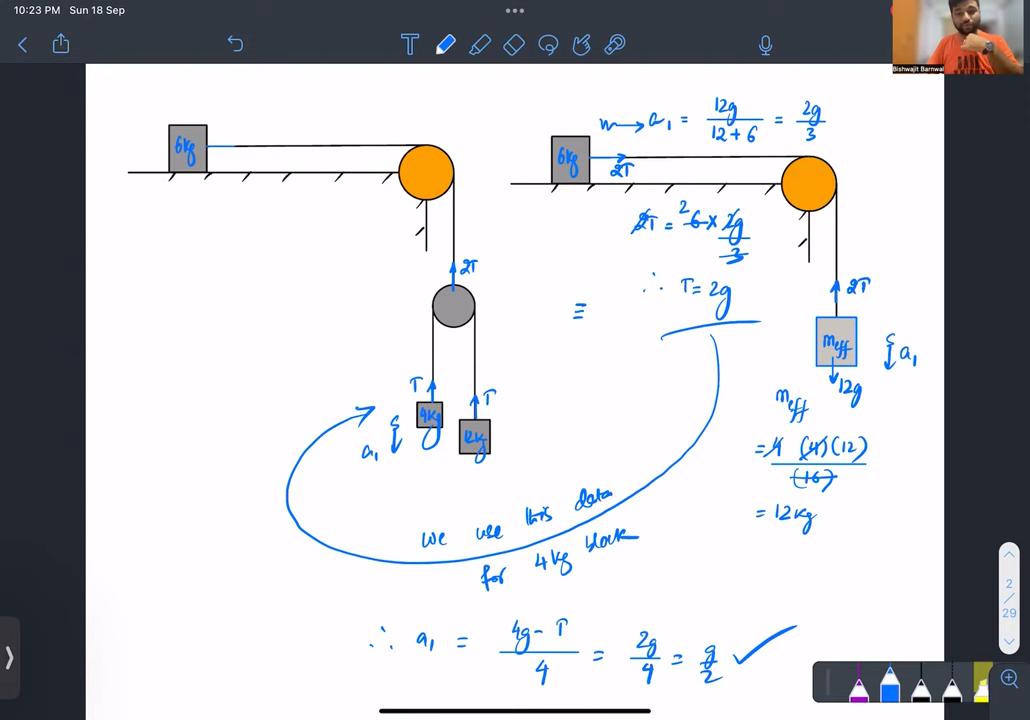 10:23 PM Sun 18 Sep
Bishwajit Barnwal
6kg
2T
T
4kg
T
12kg
a₁
≡
m → a₁ = 12g / 12+6 = 2g / 3
6kg
2T
2T = 6 × 2g / 3
2
∴ T = 2g
2T
meff
a₁
12g
meff
= 4 (4)(12) / (16)
= 12kg
We use this data
for 4kg block
∴ a₁ = 4g - T / 4 = 2g / 4 = g / 2
2
/
29